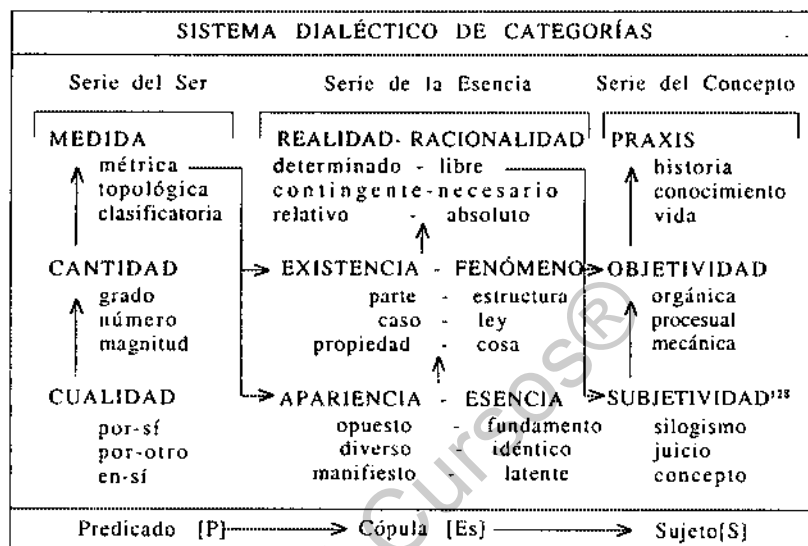 SISTEMA DIALÉCTICO DE CATEGORÍAS
Serie del Ser Serie de la Esencia Serie del Concepto
MEDIDA REALIDAD-RACIONALIDAD PRAXIS
métrica determinado - libre historia
topológica contingente-necesario conocimiento
clasificatoria relativo - absoluto vida
CANTIDAD EXISTENCIA - FENÓMENO OBJETIVIDAD
grado parte - estructura orgánica
número caso - ley procesual
magnitud propiedad - cosa mecánica
CUALIDAD APARIENCIA - ESENCIA SUBJETIVIDAD¹²⁸
por-sí opuesto - fundamento silogismo
por-otro diverso - idéntico juicio
en-sí manifiesto - latente concepto
Predicado [P] Cópula [Es] Sujeto[S]
Cursos®